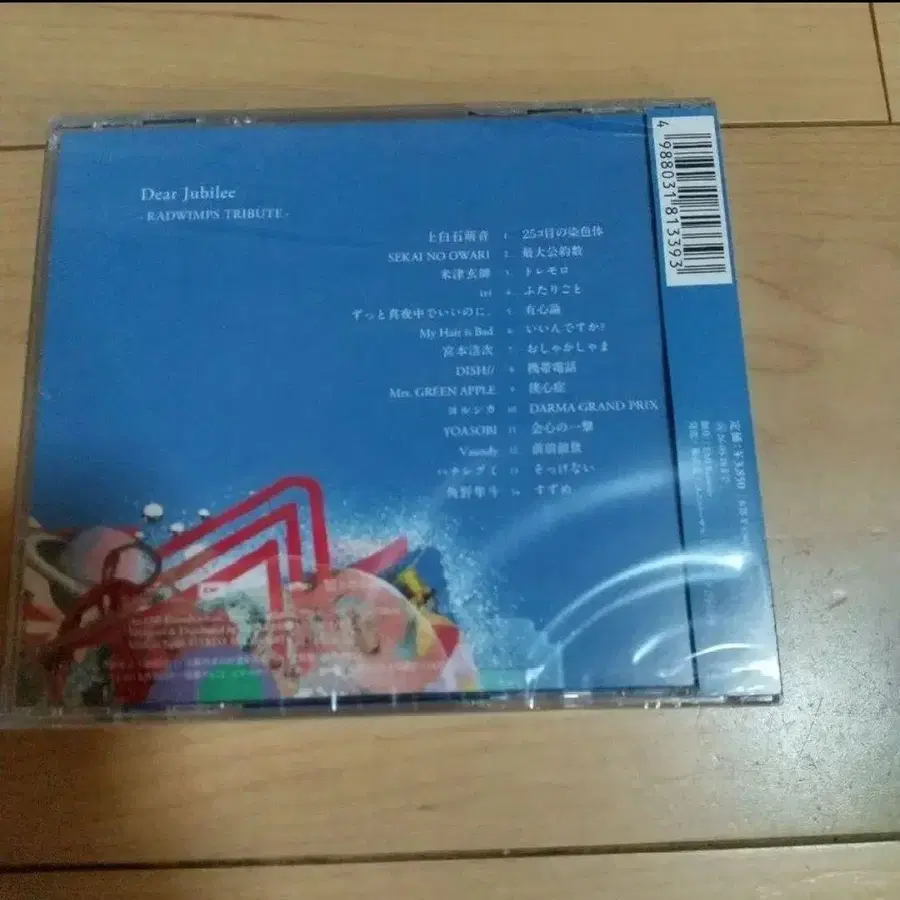 Dear Jubilee
- RADWIMPS TRIBUTE -
上白石萌音 1. 25コ目の染色体
SEKAI NO OWARI 2. 最大公約数
米津玄師 3. トレモロ
iri 4. ふたりごと
ずっと真夜中でいいのに。 5. 有心論
My Hair is Bad 6. いいんですか?
宮本浩次 7. おしゃかしゃま
DISH// 8. 携帯電話
Mrs. GREEN APPLE 9. 狭心症
ヨルシカ 10. DARMA GRAND PRIX
YOASOBI 11. 会心の一撃
Vaundy 12. 前前前世
ハナレグミ 13. そっけない
角野隼斗 14. すずめ
4 988031 813393
定価 ¥3,850